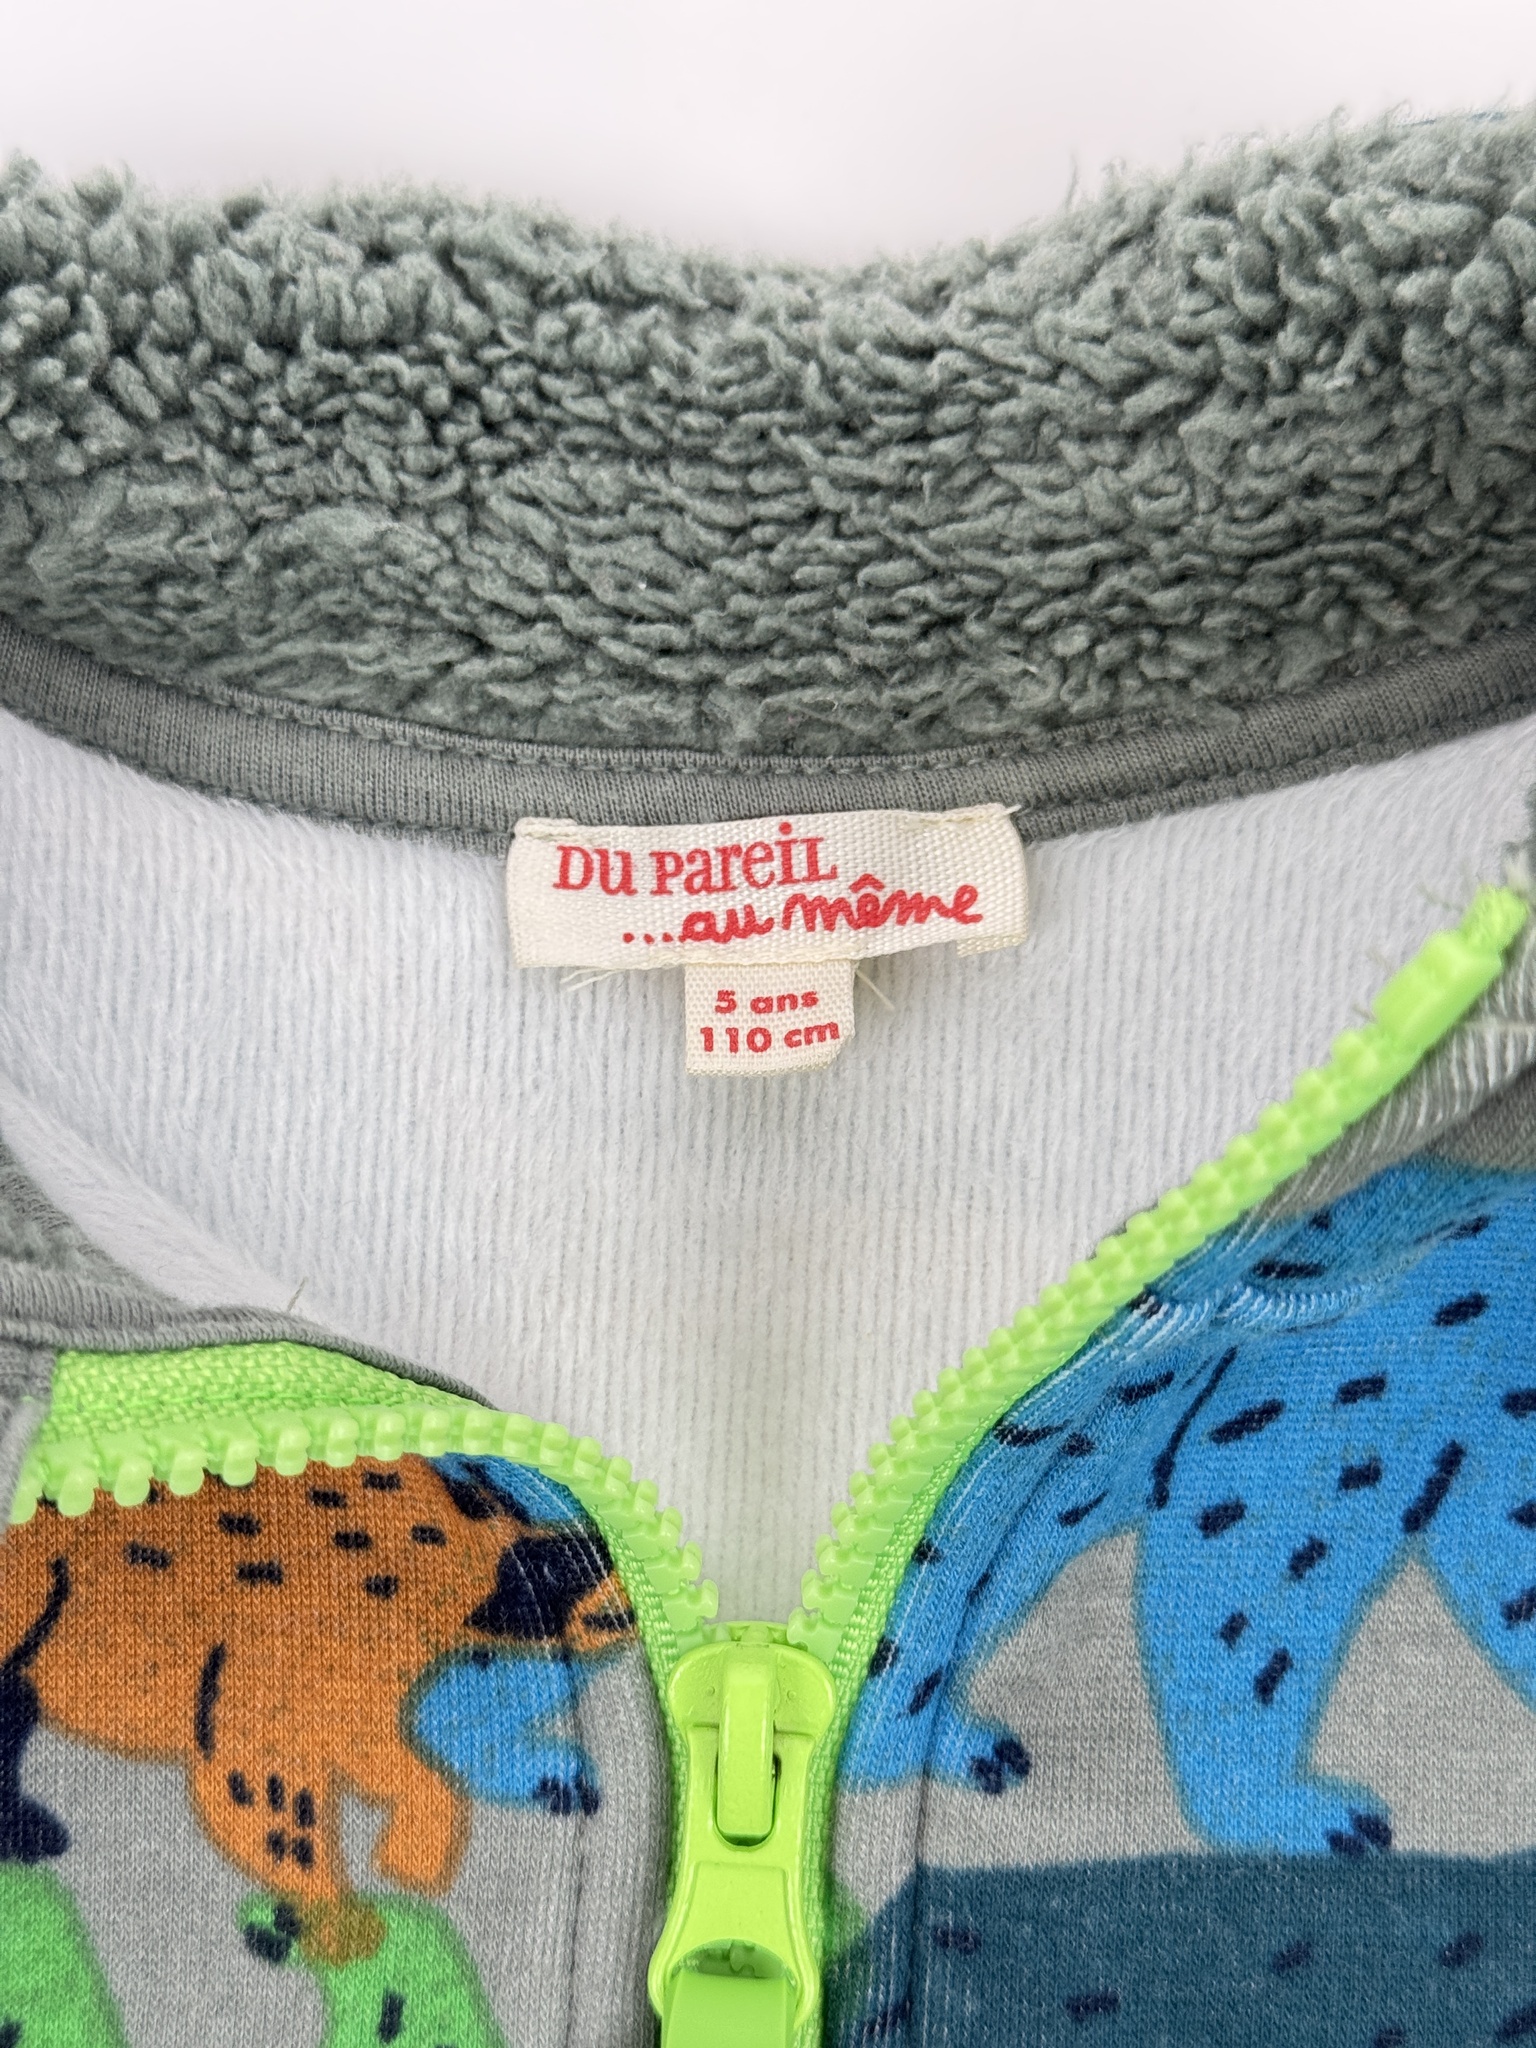 DU PAREIL
...au même
5 ans
110 cm